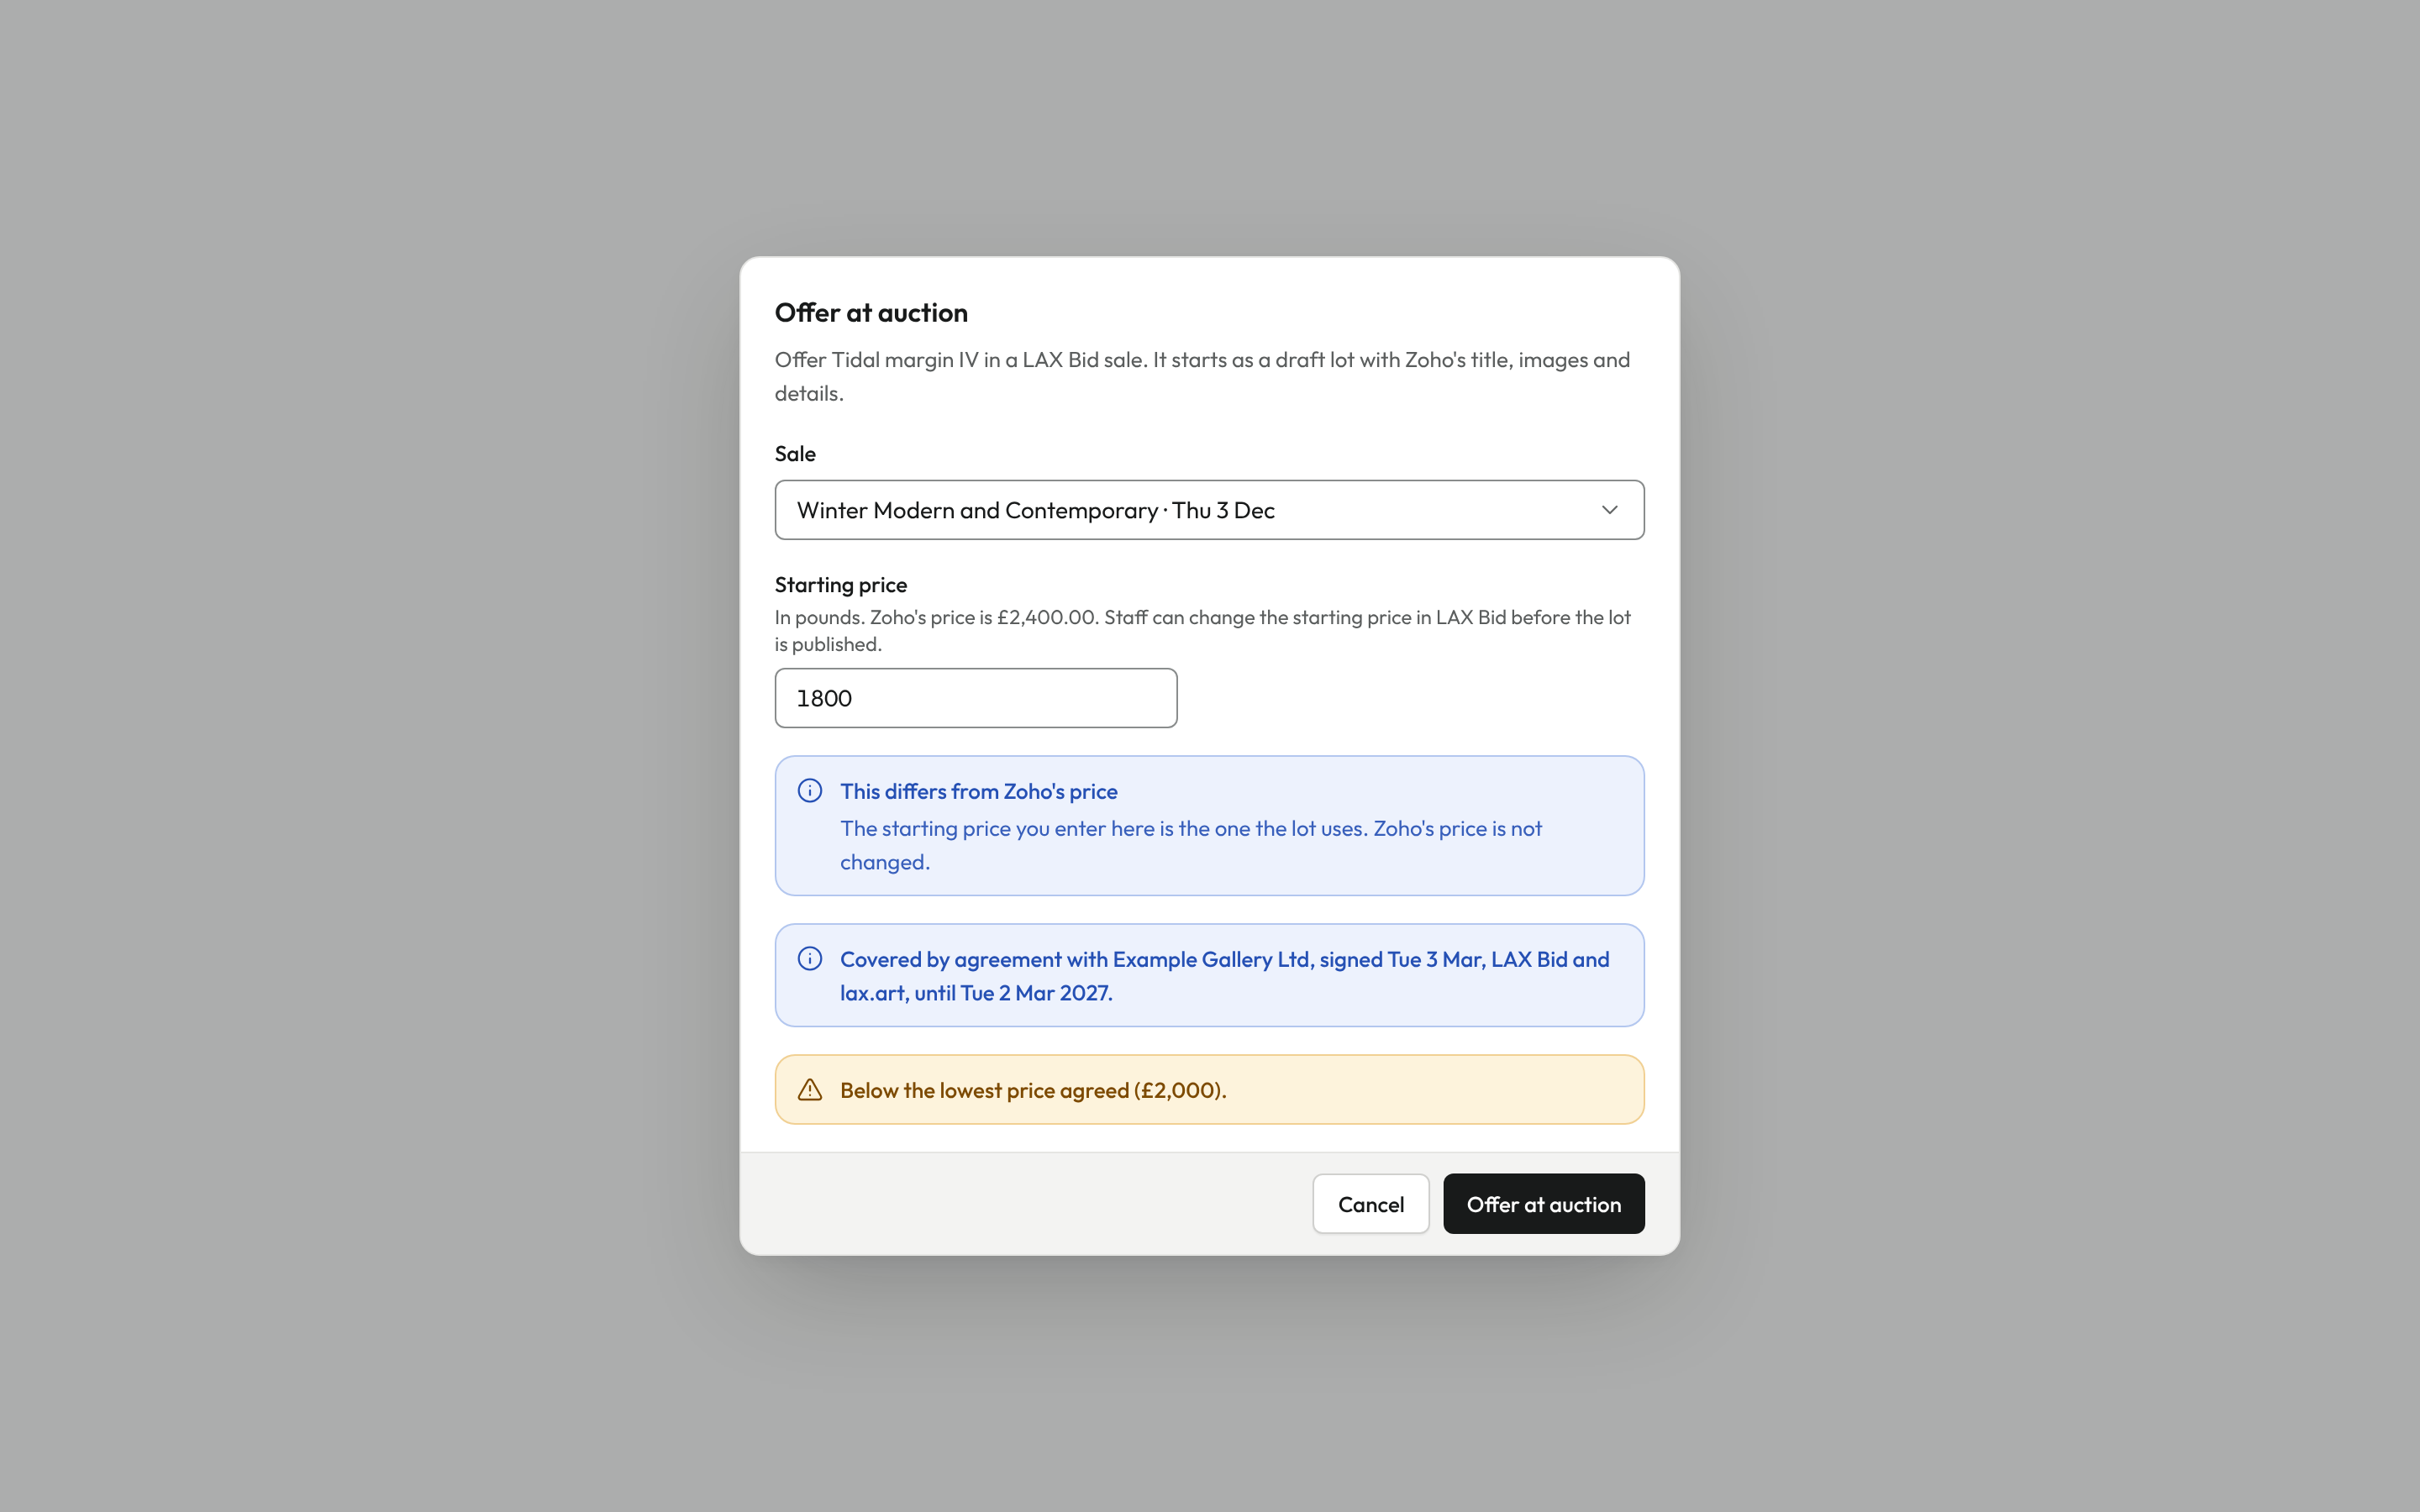 Offer at auction
Offer Tidal margin IV in a LAX Bid sale. It starts as a draft lot with Zoho's title, images and
details.
Sale
Winter Modern and Contemporary · Thu 3 Dec
Starting price
In pounds. Zoho's price is £2,400.00. Staff can change the starting price in LAX Bid before the lot
is published.
1800
This differs from Zoho's price
The starting price you enter here is the one the lot uses. Zoho's price is not
changed.
Covered by agreement with Example Gallery Ltd, signed Tue 3 Mar, LAX Bid and
lax.art, until Tue 2 Mar 2027.
Below the lowest price agreed (£2,000).
Cancel
Offer at auction